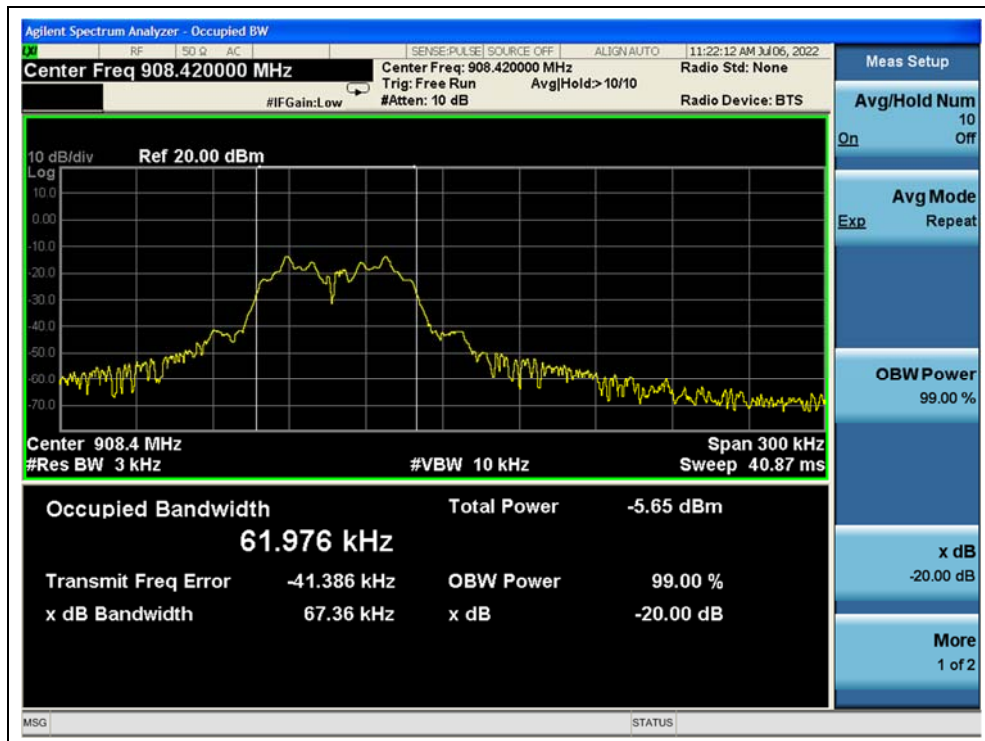 Agilent Spectrum Analyzer - Occupied BW
LXI RF 50 Ω AC SENSE:PULSE SOURCE OFF ALIGN AUTO 11:22:12 AM Jul 06, 2022
Center Freq 908.420000 MHz
Center Freq: 908.420000 MHz
Radio Std: None
Trig: Free Run Avg|Hold:>10/10
#IFGain:Low
#Atten: 10 dB
Radio Device: BTS
10 dB/div Ref 20.00 dBm
Log
10.0
0.00
-10.0
-20.0
-30.0
-40.0
-50.0
-60.0
-70.0
Center 908.4 MHz
Span 300 kHz
#Res BW 3 kHz #VBW 10 kHz Sweep 40.87 ms
Occupied Bandwidth
61.976 kHz
Total Power -5.65 dBm
Transmit Freq Error -41.386 kHz OBW Power 99.00 %
x dB Bandwidth 67.36 kHz x dB -20.00 dB
MSG
STATUS
Meas Setup
Avg/Hold Num
10
On Off
Avg Mode
Exp Repeat
OBW Power
99.00 %
x dB
-20.00 dB
More
1 of 2